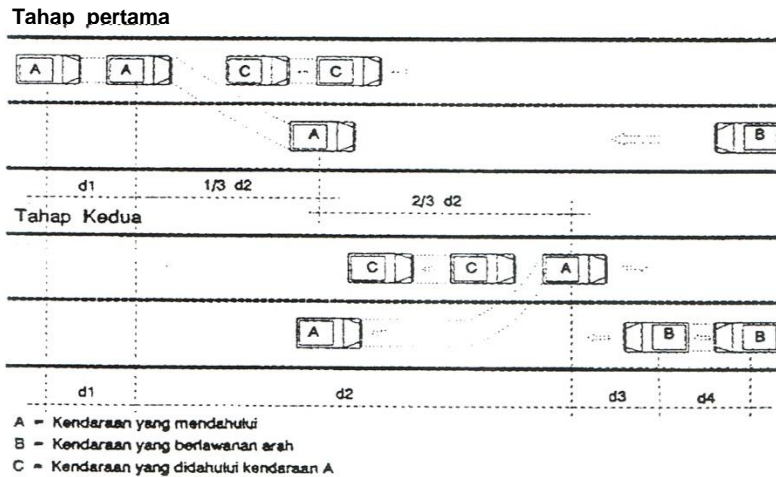 Tahap pertama
A A C C
A B
d1 1/3 d2
2/3 d2
Tahap Kedua
C C A
A B B
d1 d2 d3 d4
A = Kendaraan yang mendahului
B = Kendaraan yang berlawanan arah
C = Kendaraan yang didahului kendaraan A